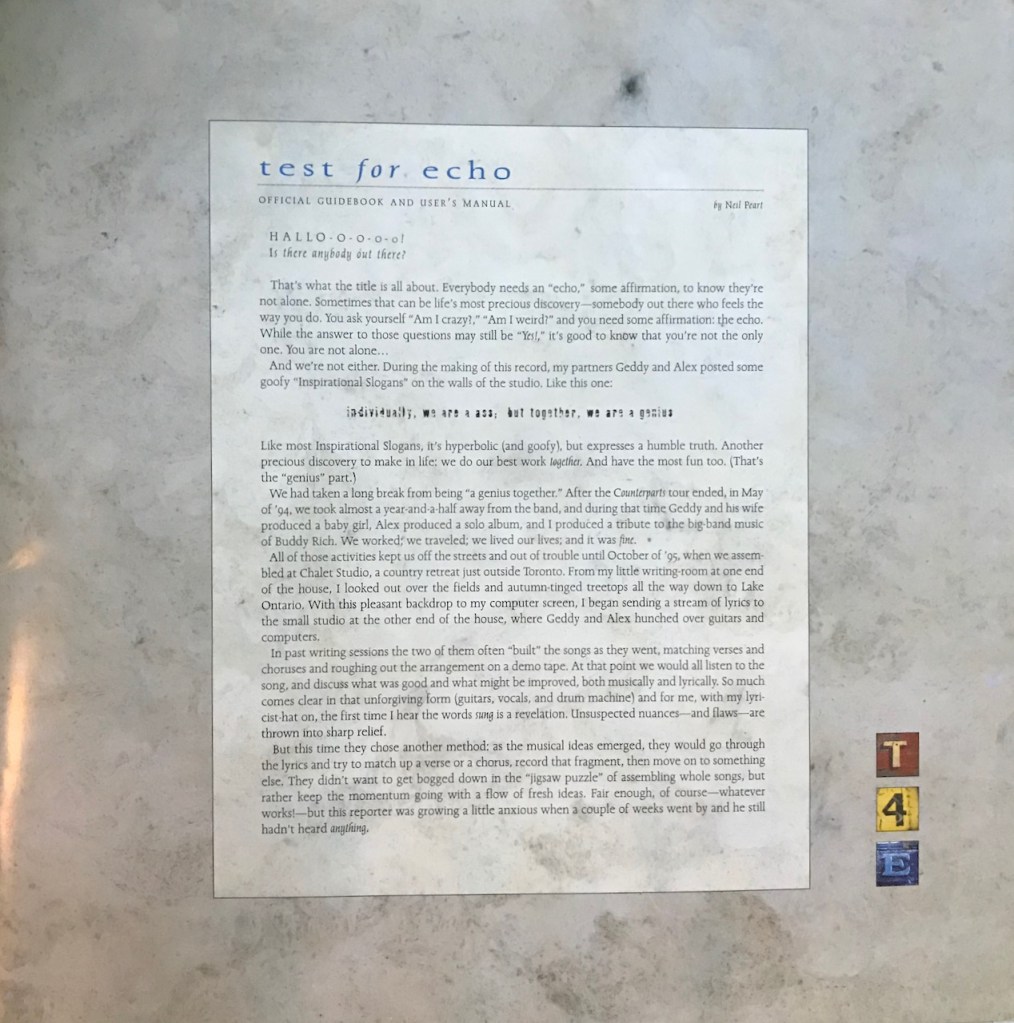 test for echo
OFFICIAL GUIDEBOOK AND USER'S MANUAL by Neil Peart
HALLO-O-O-O-O!
Is there anybody out there?
That's what the title is all about. Everybody needs an "echo," some affirmation, to know they're
not alone. Sometimes that can be life's most precious discovery—somebody out there who feels the
way you do. You ask yourself "Am I crazy?," "Am I weird?" and you need some affirmation: the echo.
While the answer to those questions may still be "Yes!," it's good to know that you're not the only
one. You are not alone...
And we're not either. During the making of this record, my partners Geddy and Alex posted some
goofy "Inspirational Slogans" on the walls of the studio. Like this one:
individually, we are a ass; but together, we are a genius
Like most Inspirational Slogans, it's hyperbolic (and goofy), but expresses a humble truth. Another
precious discovery to make in life: we do our best work together. And have the most fun too. (That's
the "genius" part.)
We had taken a long break from being "a genius together." After the Counterparts tour ended, in May
of '94, we took almost a year-and-a-half away from the band, and during that time Geddy and his wife
produced a baby girl, Alex produced a solo album, and I produced a tribute to the big-band music
of Buddy Rich. We worked; we traveled; we lived our lives; and it was fine.
All of those activities kept us off the streets and out of trouble until October of '95, when we assem-
bled at Chalet Studio, a country retreat just outside Toronto. From my little writing-room at one end
of the house, I looked out over the fields and autumn-tinged treetops all the way down to Lake
Ontario. With this pleasant backdrop to my computer screen, I began sending a stream of lyrics to
the small studio at the other end of the house, where Geddy and Alex hunched over guitars and
computers.
In past writing sessions the two of them often "built" the songs as they went, matching verses and
choruses and roughing out the arrangement on a demo tape. At that point we would all listen to the
song, and discuss what was good and what might be improved, both musically and lyrically. So much
comes clear in that unforgiving form (guitars, vocals, and drum machine) and for me, with my lyri-
cist-hat on, the first time I hear the words sung is a revelation. Unsuspected nuances—and flaws—are
thrown into sharp relief.
But this time they chose another method: as the musical ideas emerged, they would go through
the lyrics and try to match up a verse or a chorus, record that fragment, then move on to something
else. They didn't want to get bogged down in the "jigsaw puzzle" of assembling whole songs, but
rather keep the momentum going with a flow of fresh ideas. Fair enough, of course—whatever
works!—but this reporter was growing a little anxious when a couple of weeks went by and he still
hadn't heard anything.
T
4
E